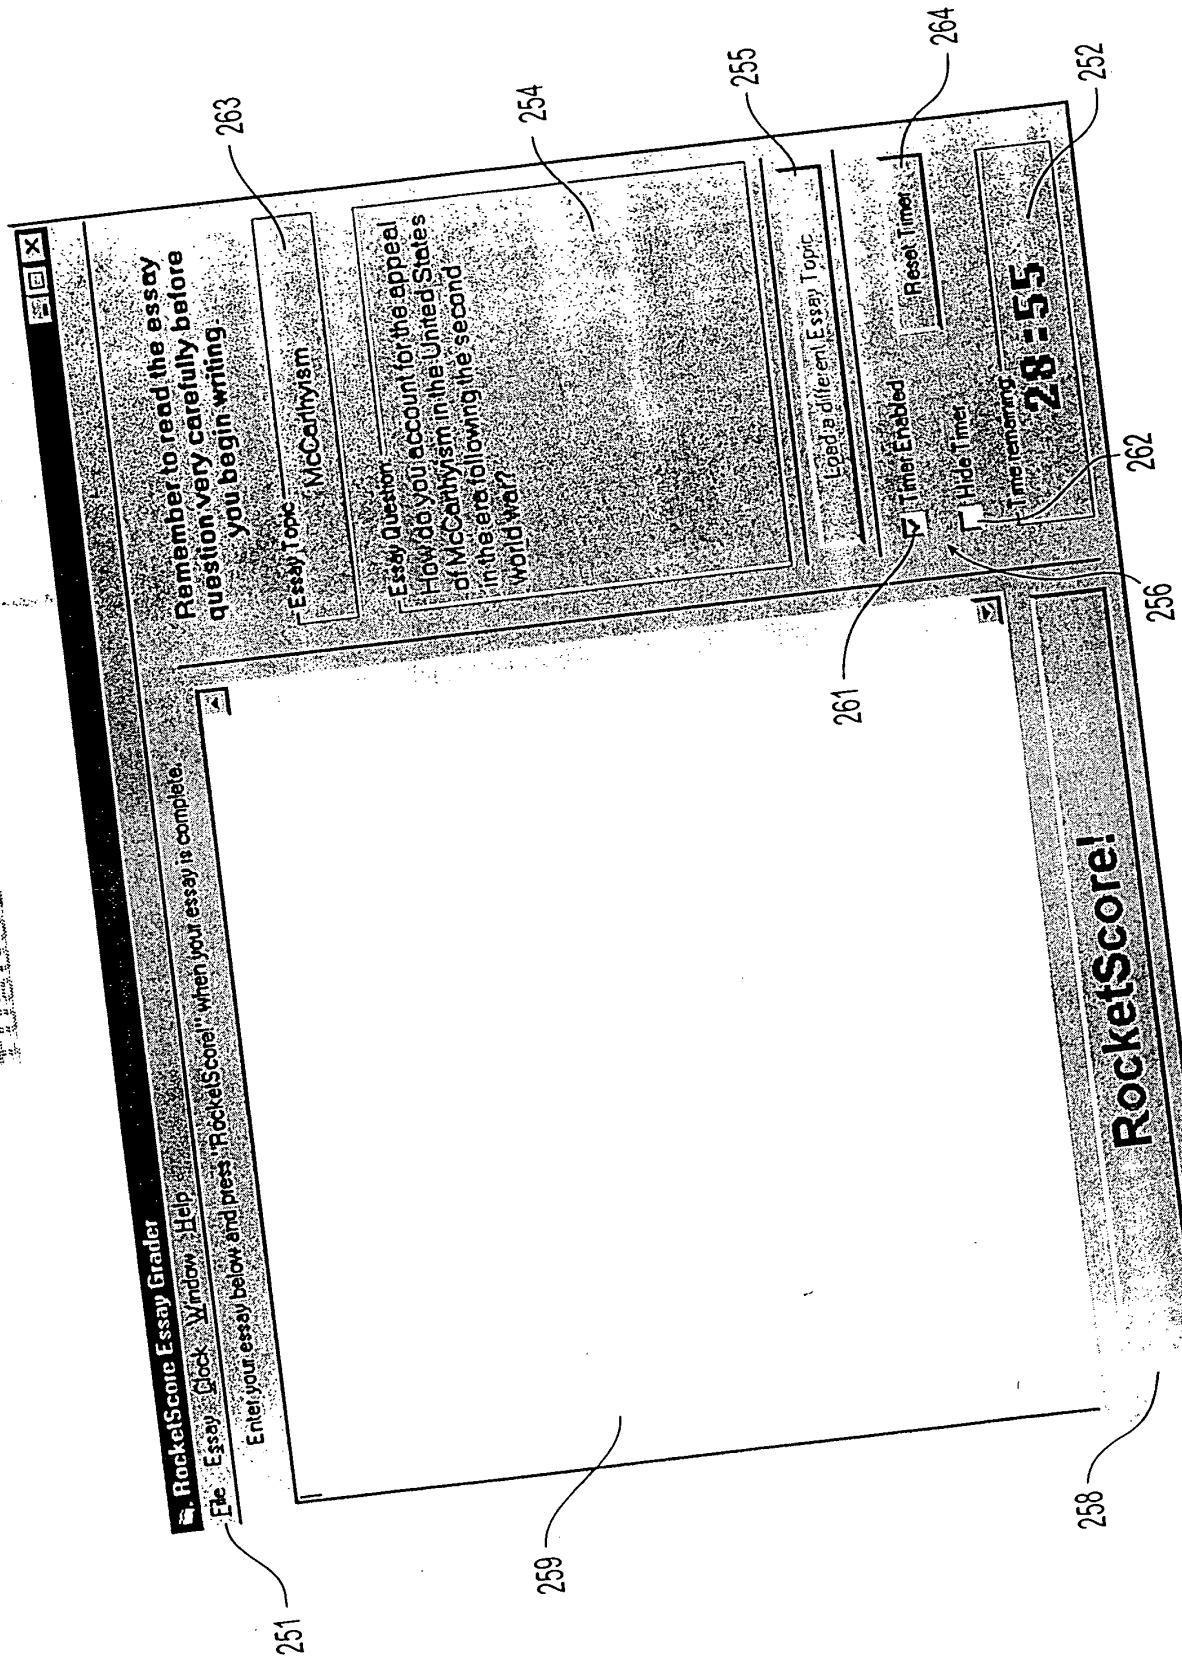 RocketScore Essay Grader
File Essay Clock Window Help
Enter your essay below and press "RocketScore!" when your essay is complete.
Remember to read the essay
question very carefully before
you begin writing.
Essay Topic
McCarthyism
Essay Question
How do you account for the appeal
of McCarthyism in the United States
in the era following the second
world war?
Load a different Essay Topic
Timer Enabled
Reset Timer
Hide Timer
Time remaining:
28:55
RocketScore!
251
259
258
263
254
255
264
252
261
262
256